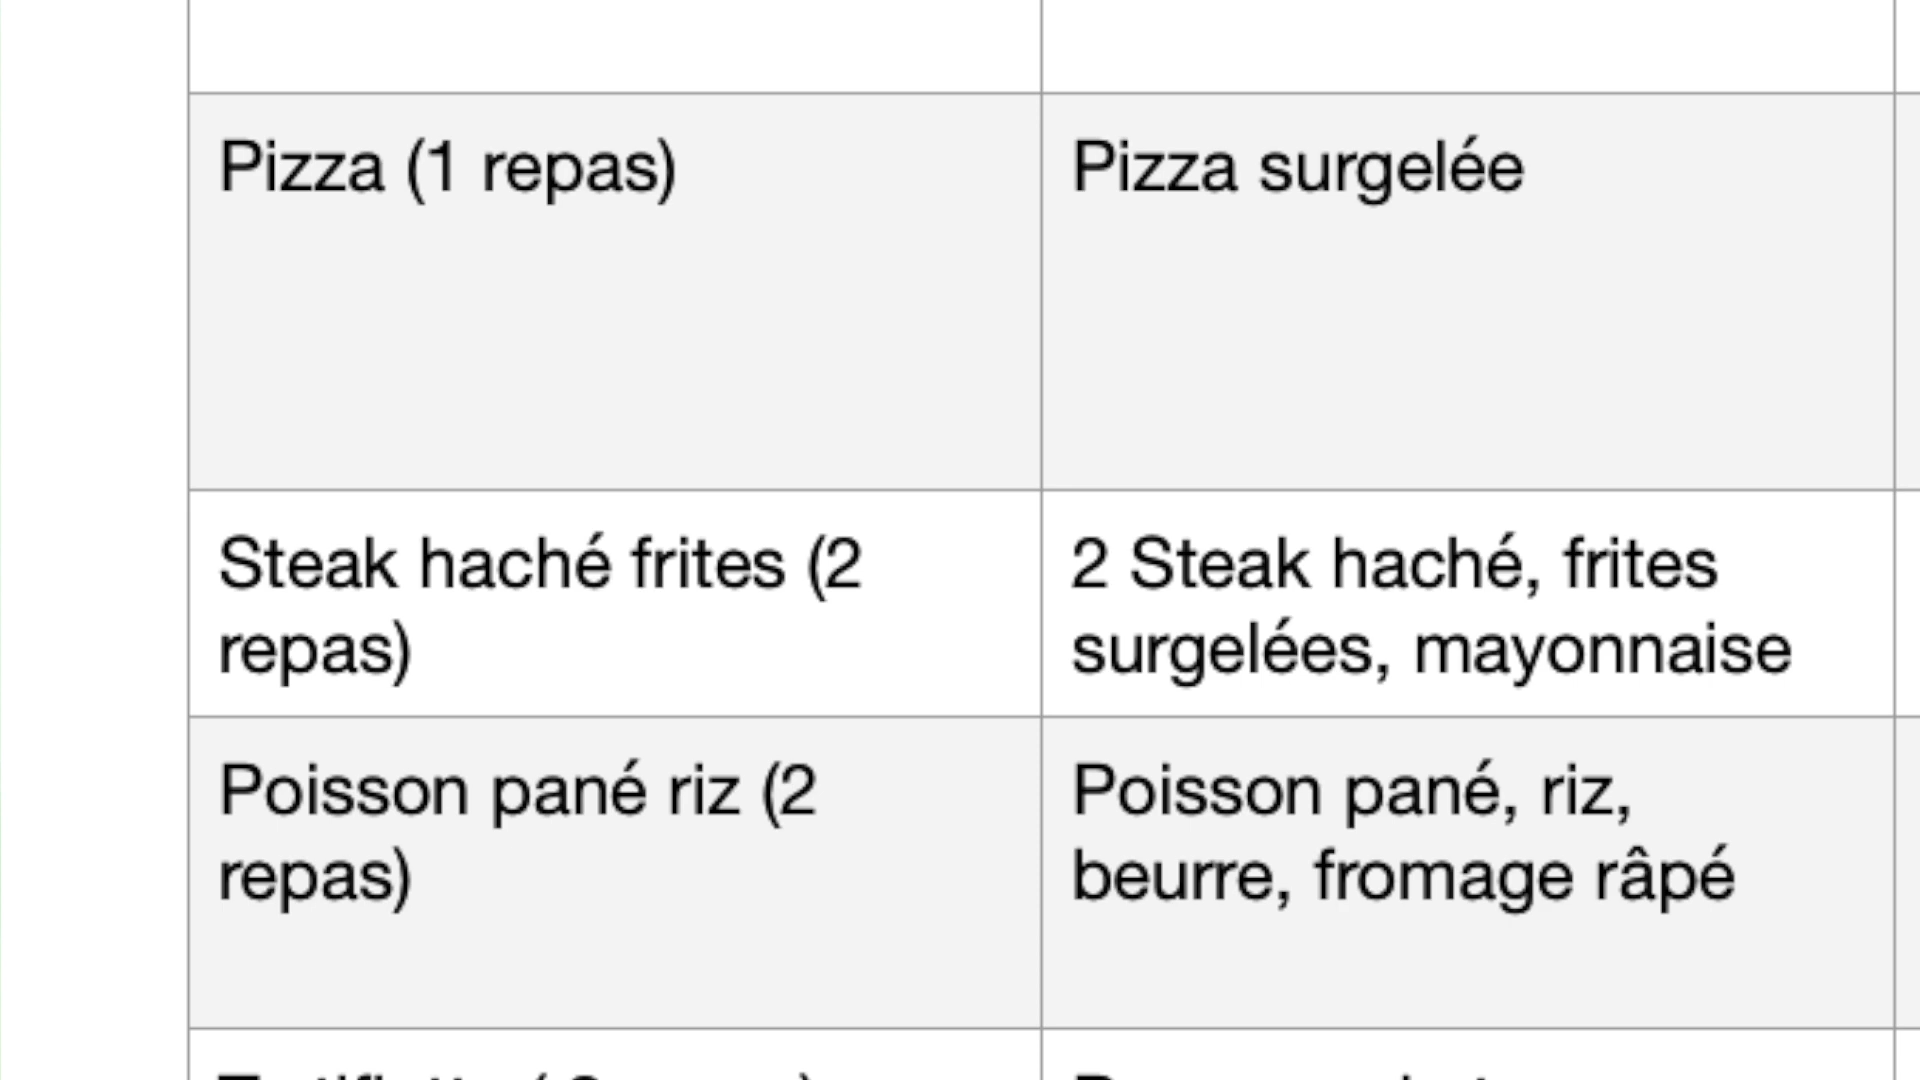 Pizza (1 repas)
Pizza surgelée
Steak haché frites (2
repas)
2 Steak haché, frites
surgelées, mayonnaise
Poisson pané riz (2
repas)
Poisson pané, riz,
beurre, fromage râpé